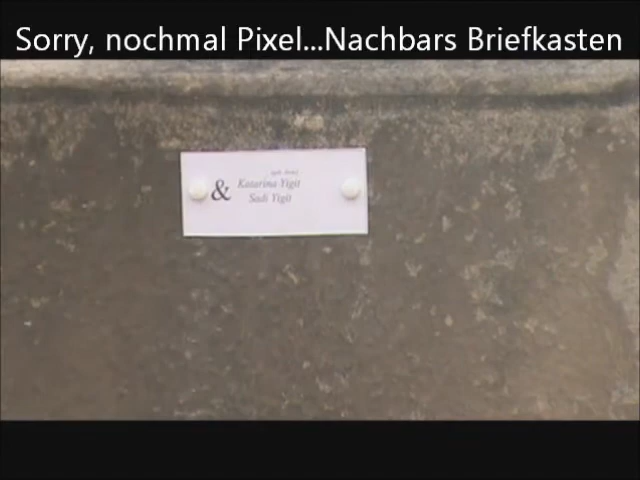 Sorry, nochmal Pixel...Nachbars Briefkasten
&
Katarina Yigit
Sadi Yigit